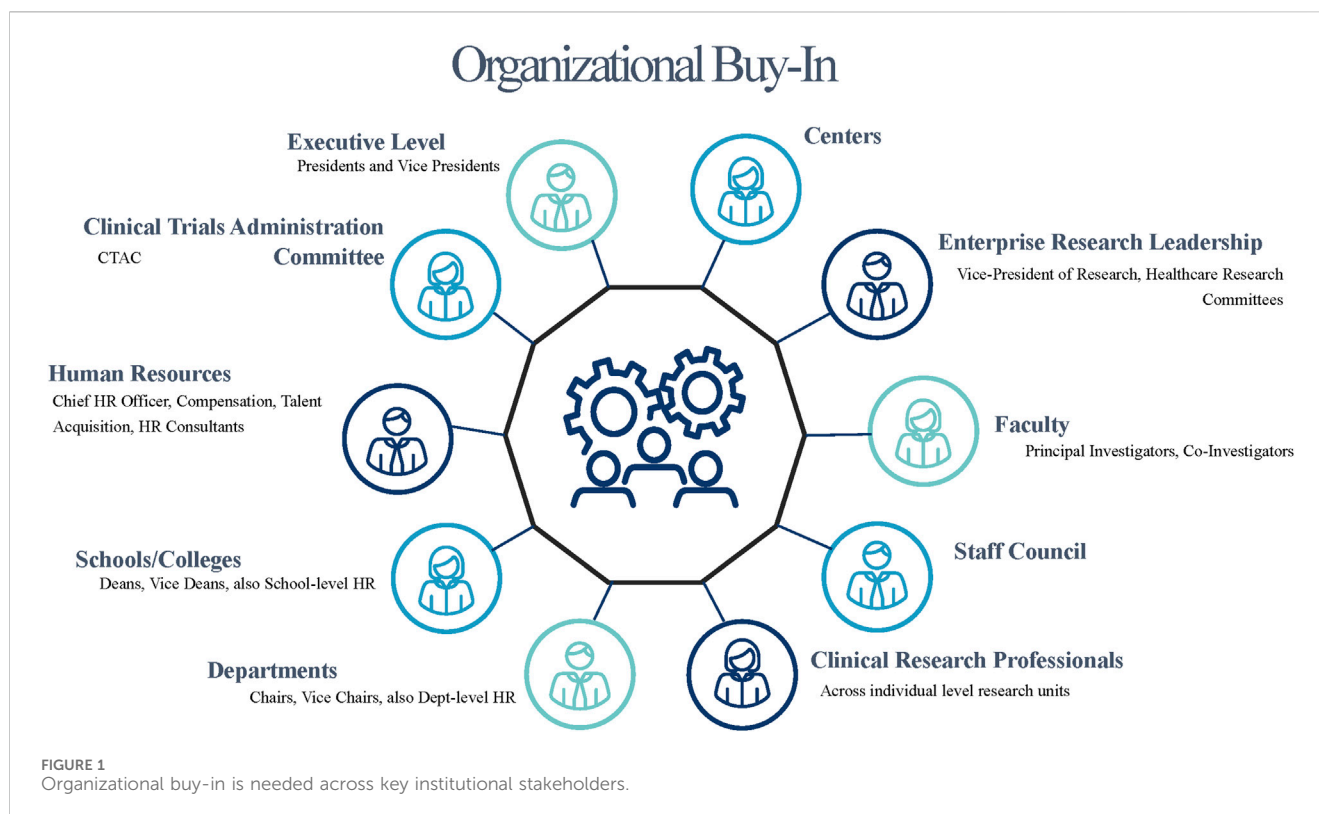 Organizational Buy-In
Executive Level
Presidents and Vice Presidents
Centers
Clinical Trials Administration
Committee
CTAC
Enterprise Research Leadership
Vice-President of Research, Healthcare Research
Committees
Human Resources
Chief HR Officer, Compensation, Talent
Acquisition, HR Consultants
Faculty
Principal Investigators, Co-Investigators
Schools/Colleges
Deans, Vice Deans, also School-level HR
Staff Council
Departments
Chairs, Vice Chairs, also Dept-level HR
Clinical Research Professionals
Across individual level research units
FIGURE 1
Organizational buy-in is needed across key institutional stakeholders.